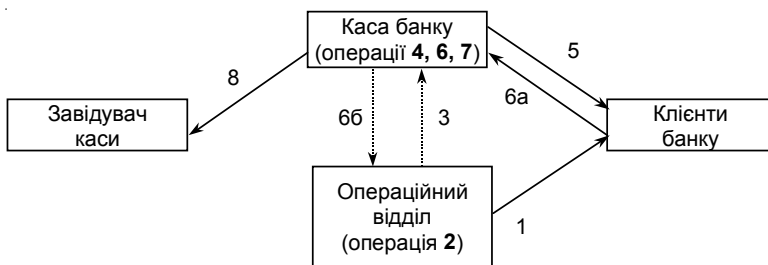 Каса банку
(операції 4, 6, 7)
5
8
6а
Завідувач
каси
6б
3
Клієнти
банку
Операційний
відділ
(операція 2)
1